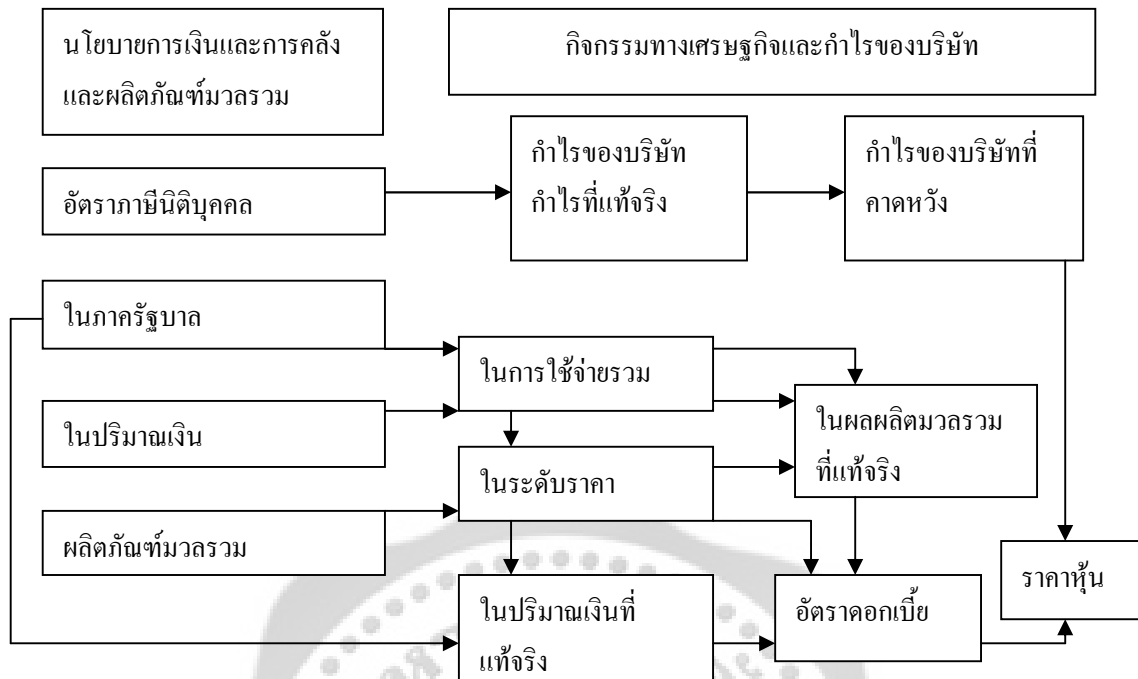 นโยบายการเงินและการคลัง
และผลิตภัณฑ์มวลรวม
กิจกรรมทางเศรษฐกิจและกำไรของบริษัท
อัตราภาษีนิติบุคคล
กำไรของบริษัท
กำไรที่แท้จริง
กำไรของบริษัทที่
คาดหวัง
ในภาครัฐบาล
ในการใช้จ่ายรวม
ในปริมาณเงิน
ในผลผลิตมวลรวม
ที่แท้จริง
ในระดับราคา
ผลิตภัณฑ์มวลรวม
ในปริมาณเงินที่
แท้จริง
อัตราดอกเบี้ย
ราคาหุ้น